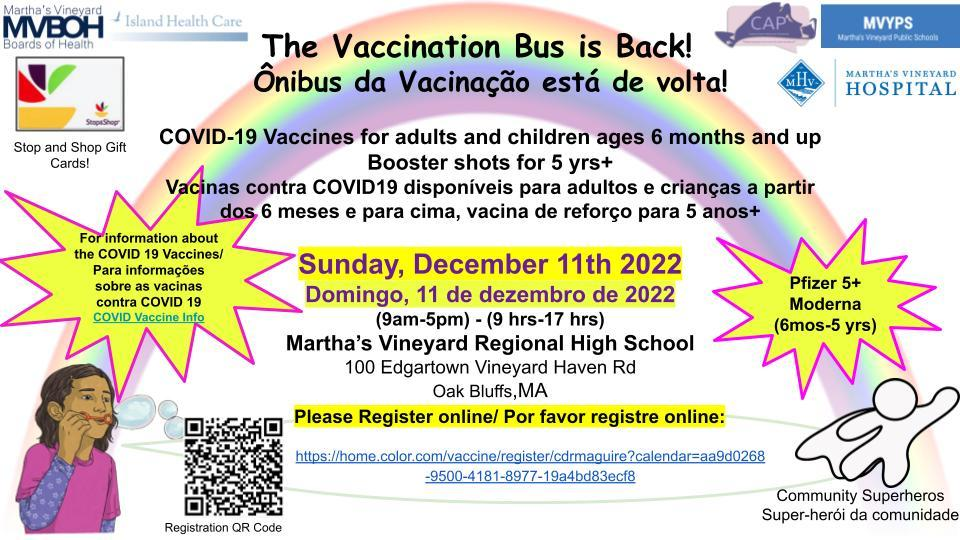 Martha's Vineyard
MVBOH
Boards of Health
Island Health Care
CAP
MVYPS
Martha's Vineyard Public Schools
MHV
MARTHA'S VINEYARD
HOSPITAL
The Vaccination Bus is Back!
Ônibus da Vacinação está de volta!
Stop&Shop
Stop and Shop Gift
Cards!
COVID-19 Vaccines for adults and children ages 6 months and up
Booster shots for 5 yrs+
Vacinas contra COVID19 disponíveis para adultos e crianças a partir
dos 6 meses e para cima, vacina de reforço para 5 anos+
For information about
the COVID 19 Vaccines/
Para informações
sobre as vacinas
contra COVID 19
COVID Vaccine Info
Sunday, December 11th 2022
Domingo, 11 de dezembro de 2022
(9am-5pm) - (9 hrs-17 hrs)
Martha's Vineyard Regional High School
100 Edgartown Vineyard Haven Rd
Oak Bluffs,MA
Please Register online/ Por favor registre online:
https://home.color.com/vaccine/register/cdrmaguire?calendar=aa9d0268
-9500-4181-8977-19a4bd83ecf8
Pfizer 5+
Moderna
(6mos-5 yrs)
Registration QR Code
Community Superheros
Super-herói da comunidade